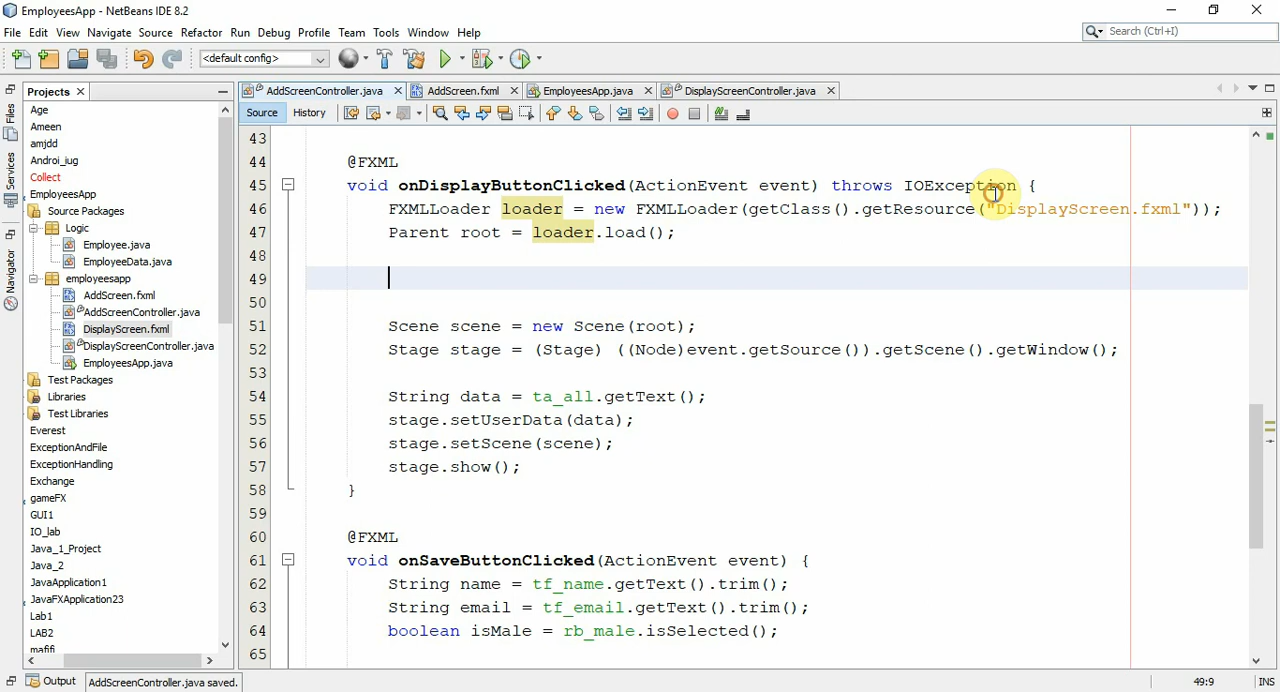 EmployeesApp - NetBeans IDE 8.2
File Edit View Navigate Source Refactor Run Debug Profile Team Tools Window Help
Search (Ctrl+I)
<default config>
Projects
AddScreenController.java AddScreen.fxml EmployeesApp.java DisplayScreenController.java
Source History
Files
Services
Navigator
Age
Ameen
amjdd
Androi_iug
Collect
EmployeesApp
Source Packages
Logic
Employee.java
EmployeeData.java
employeesapp
AddScreen.fxml
AddScreenController.java
DisplayScreen.fxml
DisplayScreenController.java
EmployeesApp.java
Test Packages
Libraries
Test Libraries
Everest
ExceptionAndFile
ExceptionHandling
Exchange
gameFX
GUI1
IO_lab
Java_1_Project
Java_2
JavaApplication1
JavaFXApplication23
Lab1
LAB2
mafifi
43
44 @FXML
45 void onDisplayButtonClicked(ActionEvent event) throws IOException {
46 FXMLLoader loader = new FXMLLoader(getClass().getResource("DisplayScreen.fxml"));
47 Parent root = loader.load();
48
49
50
51 Scene scene = new Scene(root);
52 Stage stage = (Stage) ((Node)event.getSource()).getScene().getWindow();
53
54 String data = ta_all.getText();
55 stage.setUserData(data);
56 stage.setScene(scene);
57 stage.show();
58 }
59
60 @FXML
61 void onSaveButtonClicked(ActionEvent event) {
62 String name = tf_name.getText().trim();
63 String email = tf_email.getText().trim();
64 boolean isMale = rb_male.isSelected();
65
Output
AddScreenController.java saved.
49:9
INS